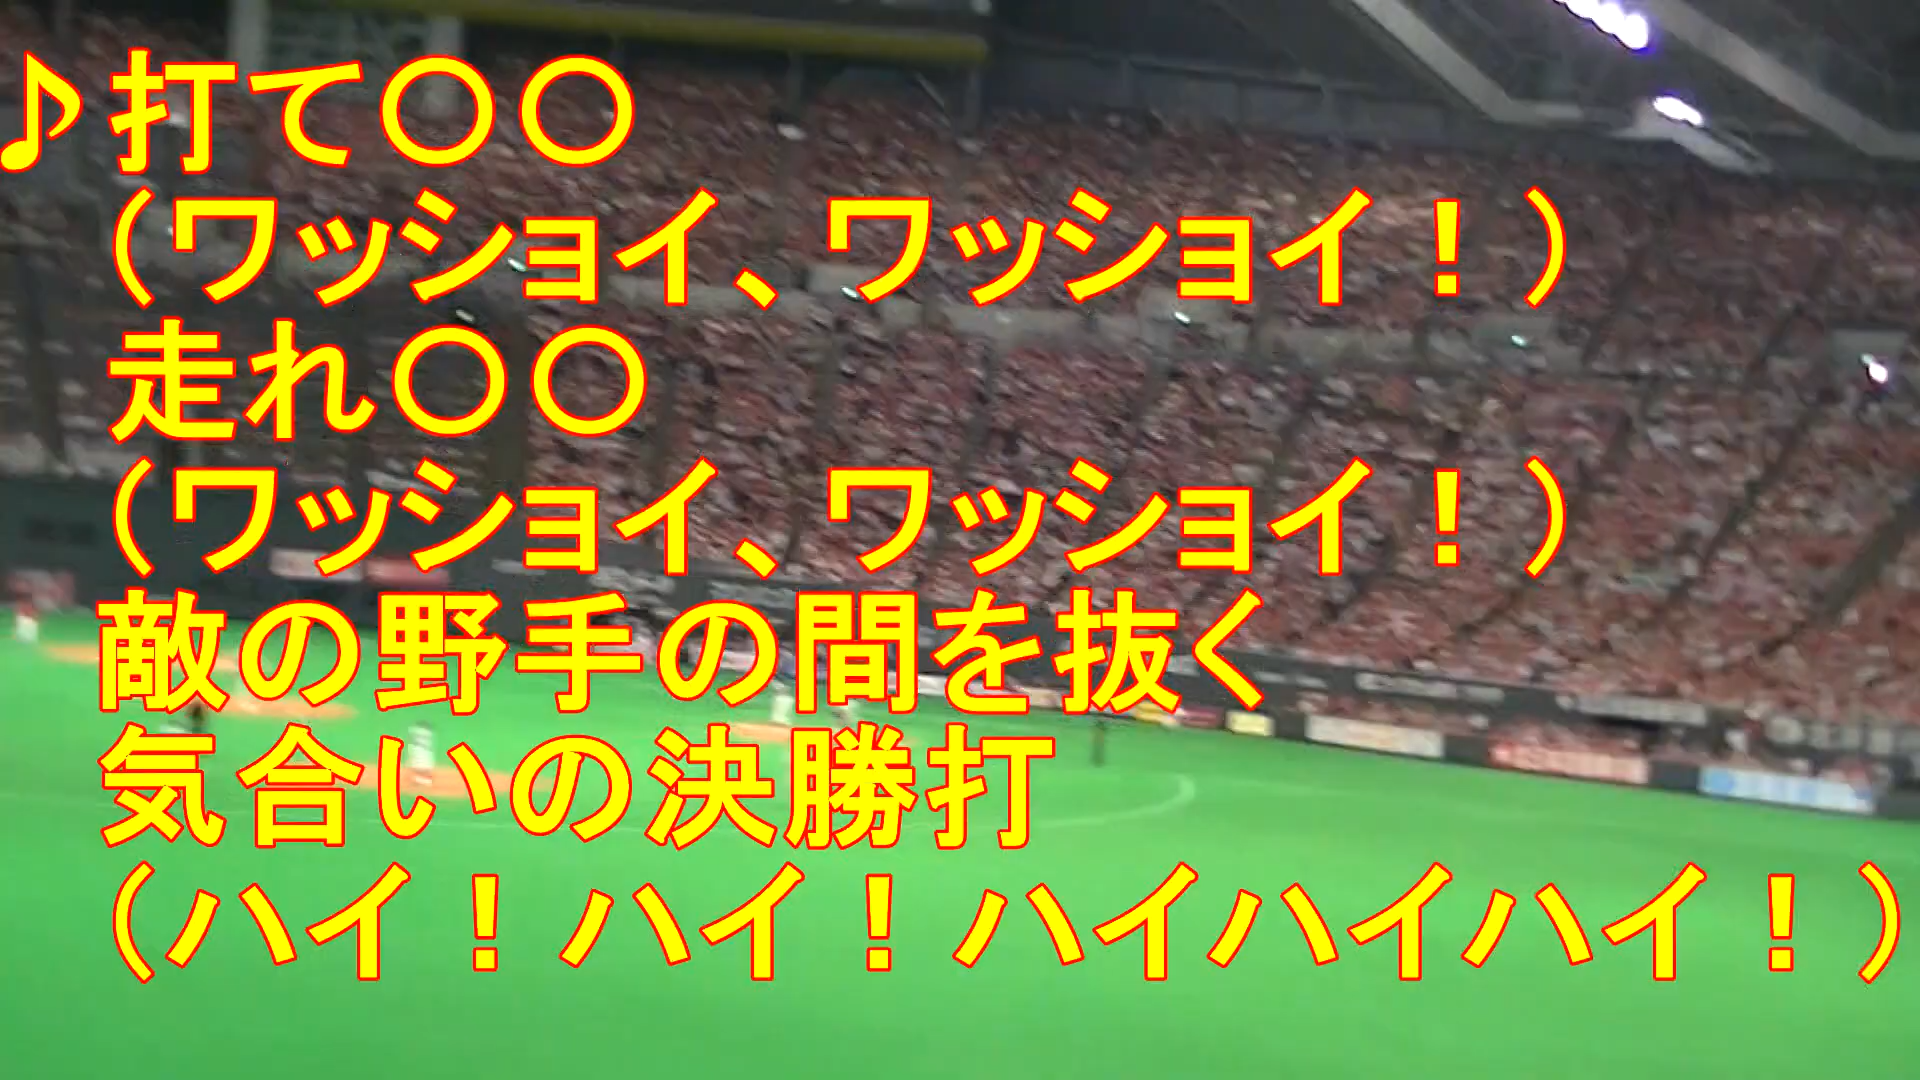 ♪打て〇〇
（ワッショイ、ワッショイ！）
走れ〇〇
（ワッショイ、ワッショイ！）
敵の野手の間を抜く
気合いの決勝打
（ハイ！ハイ！ハイハイハイ！）